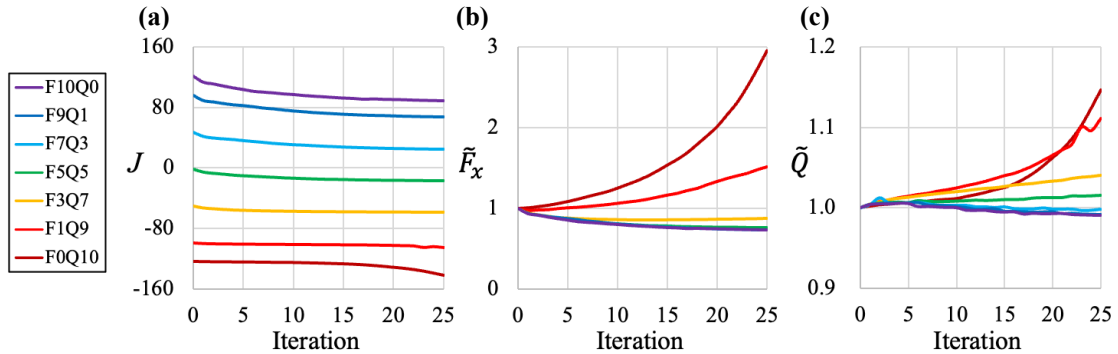 (a)
(b)
(c)
F10Q0
F9Q1
F7Q3
F5Q5
F3Q7
F1Q9
F0Q10
J
160
80
0
-80
-160
0 5 10 15 20 25
Iteration
F̃x
3
2
1
0
0 5 10 15 20 25
Iteration
Q̃
1.2
1.1
1.0
0.9
0 5 10 15 20 25
Iteration